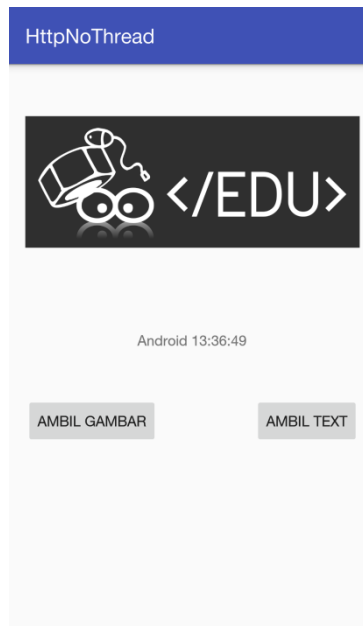 HttpNoThread
</EDU>
Android 13:36:49
AMBIL GAMBAR
AMBIL TEXT